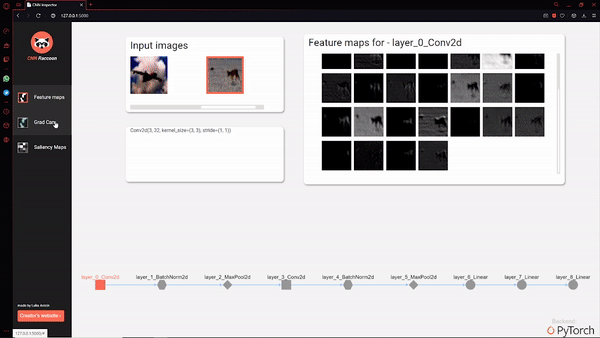 CNN Inspector
127.0.0.1:5000
CNN Raccoon
Feature maps
Grad Cam
Saliency Maps
Input images
Conv2d(3, 32, kernel_size=(3, 3), stride=(1, 1))
Feature maps for - layer_0_Conv2d
layer_0_Conv2d
layer_1_BatchNorm2d
layer_2_MaxPool2d
layer_3_Conv2d
layer_4_BatchNorm2d
layer_5_MaxPool2d
layer_6_Linear
layer_7_Linear
layer_8_Linear
made by Lulis
Creator's website
Backend:
PyTorch
127.0.0.1:5000/#